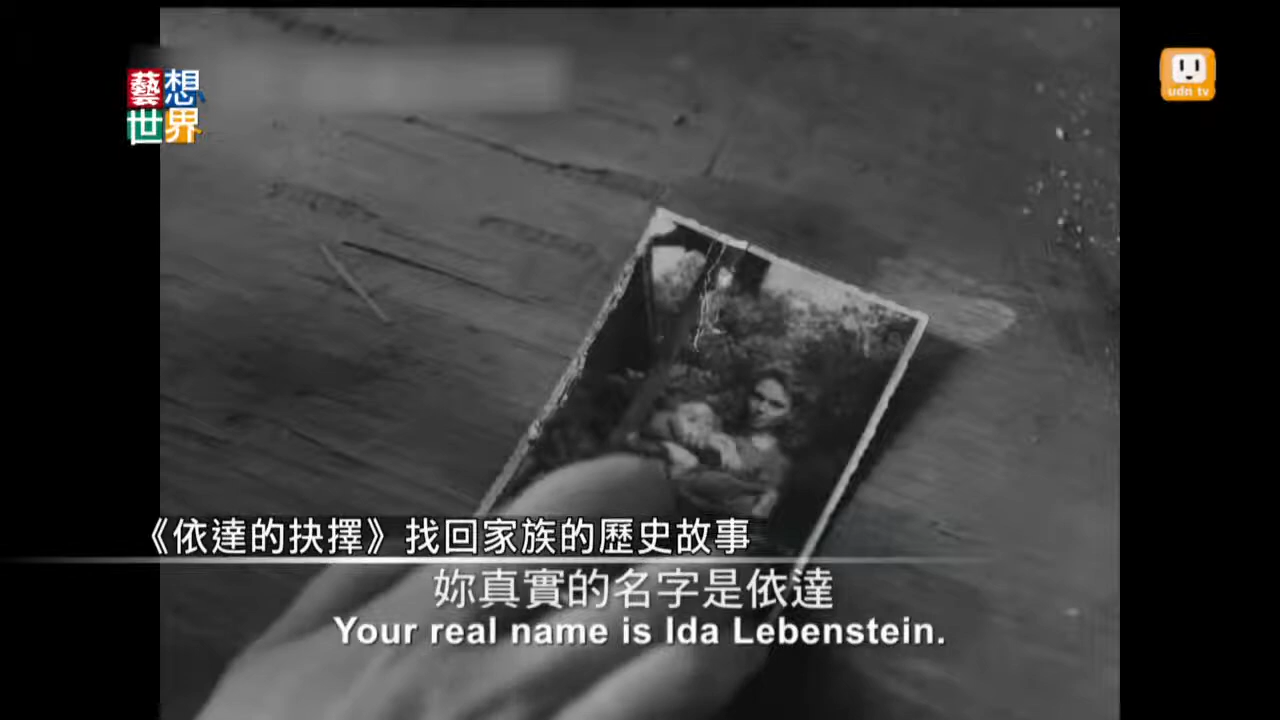 藝想
世界
udn tv
《依達的抉擇》找回家族的歷史故事
妳真實的名字是依達
Your real name is Ida Lebenstein.